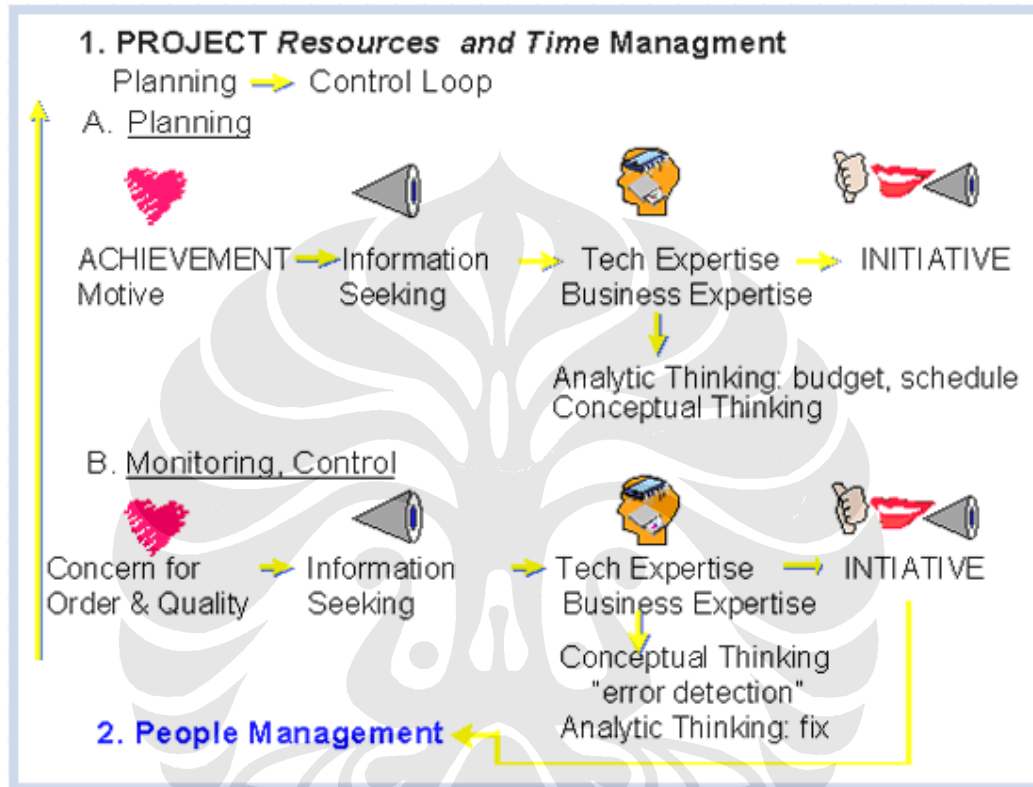 1. PROJECT Resources and Time Managment
Planning Control Loop
A. Planning
ACHIEVEMENT Information Tech Expertise INITIATIVE
Motive Seeking Business Expertise
Analytic Thinking: budget, schedule
Conceptual Thinking
B. Monitoring, Control
Concern for Information Tech Expertise INTIATIVE
Order & Quality Seeking Business Expertise
Conceptual Thinking
"error detection"
Analytic Thinking: fix
2. People Management